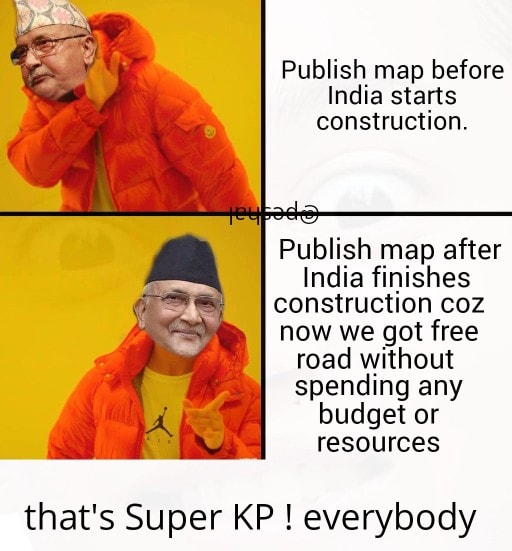 Publish map before
India starts
construction.
@peshal
Publish map after
India finishes
construction coz
now we got free
road without
spending any
budget or
resources
that's Super KP ! everybody